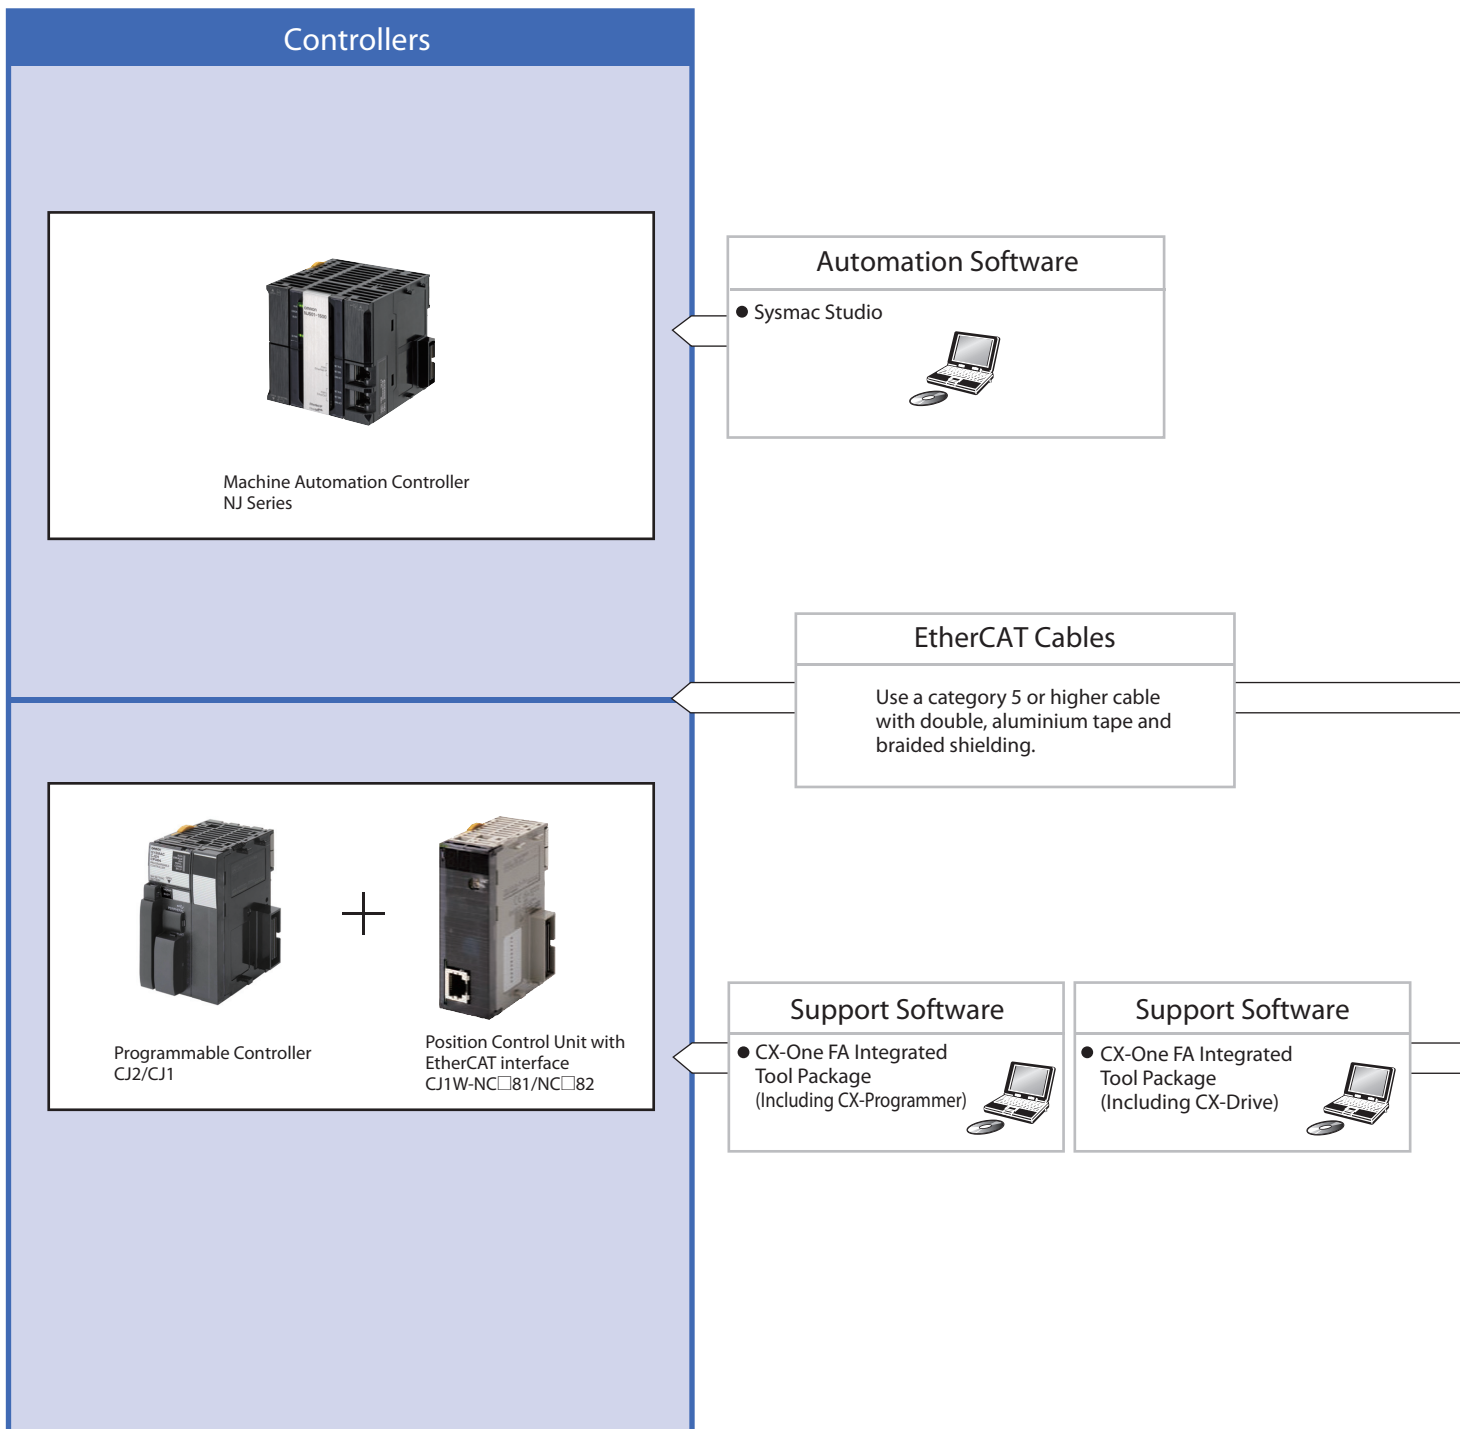 Controllers
Automation Software
● Sysmac Studio
Machine Automation Controller
NJ Series
EtherCAT Cables
Use a category 5 or higher cable
with double, aluminium tape and
braided shielding.
Programmable Controller
CJ2/CJ1
Position Control Unit with
EtherCAT interface
CJ1W-NC□81/NC□82
Support Software
● CX-One FA Integrated
Tool Package
(Including CX-Programmer)
Support Software
● CX-One FA Integrated
Tool Package
(Including CX-Drive)